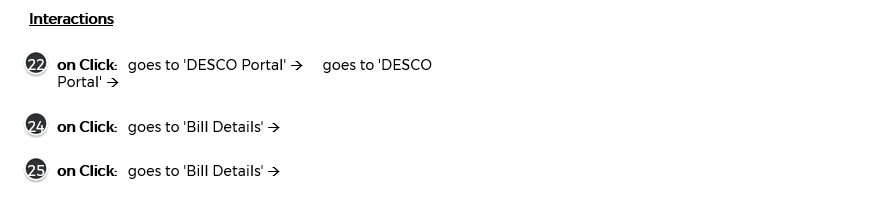 Interactions
22 on Click: goes to 'DESCO Portal' → goes to 'DESCO
Portal' →
24 on Click: goes to 'Bill Details' →
25 on Click: goes to 'Bill Details' →